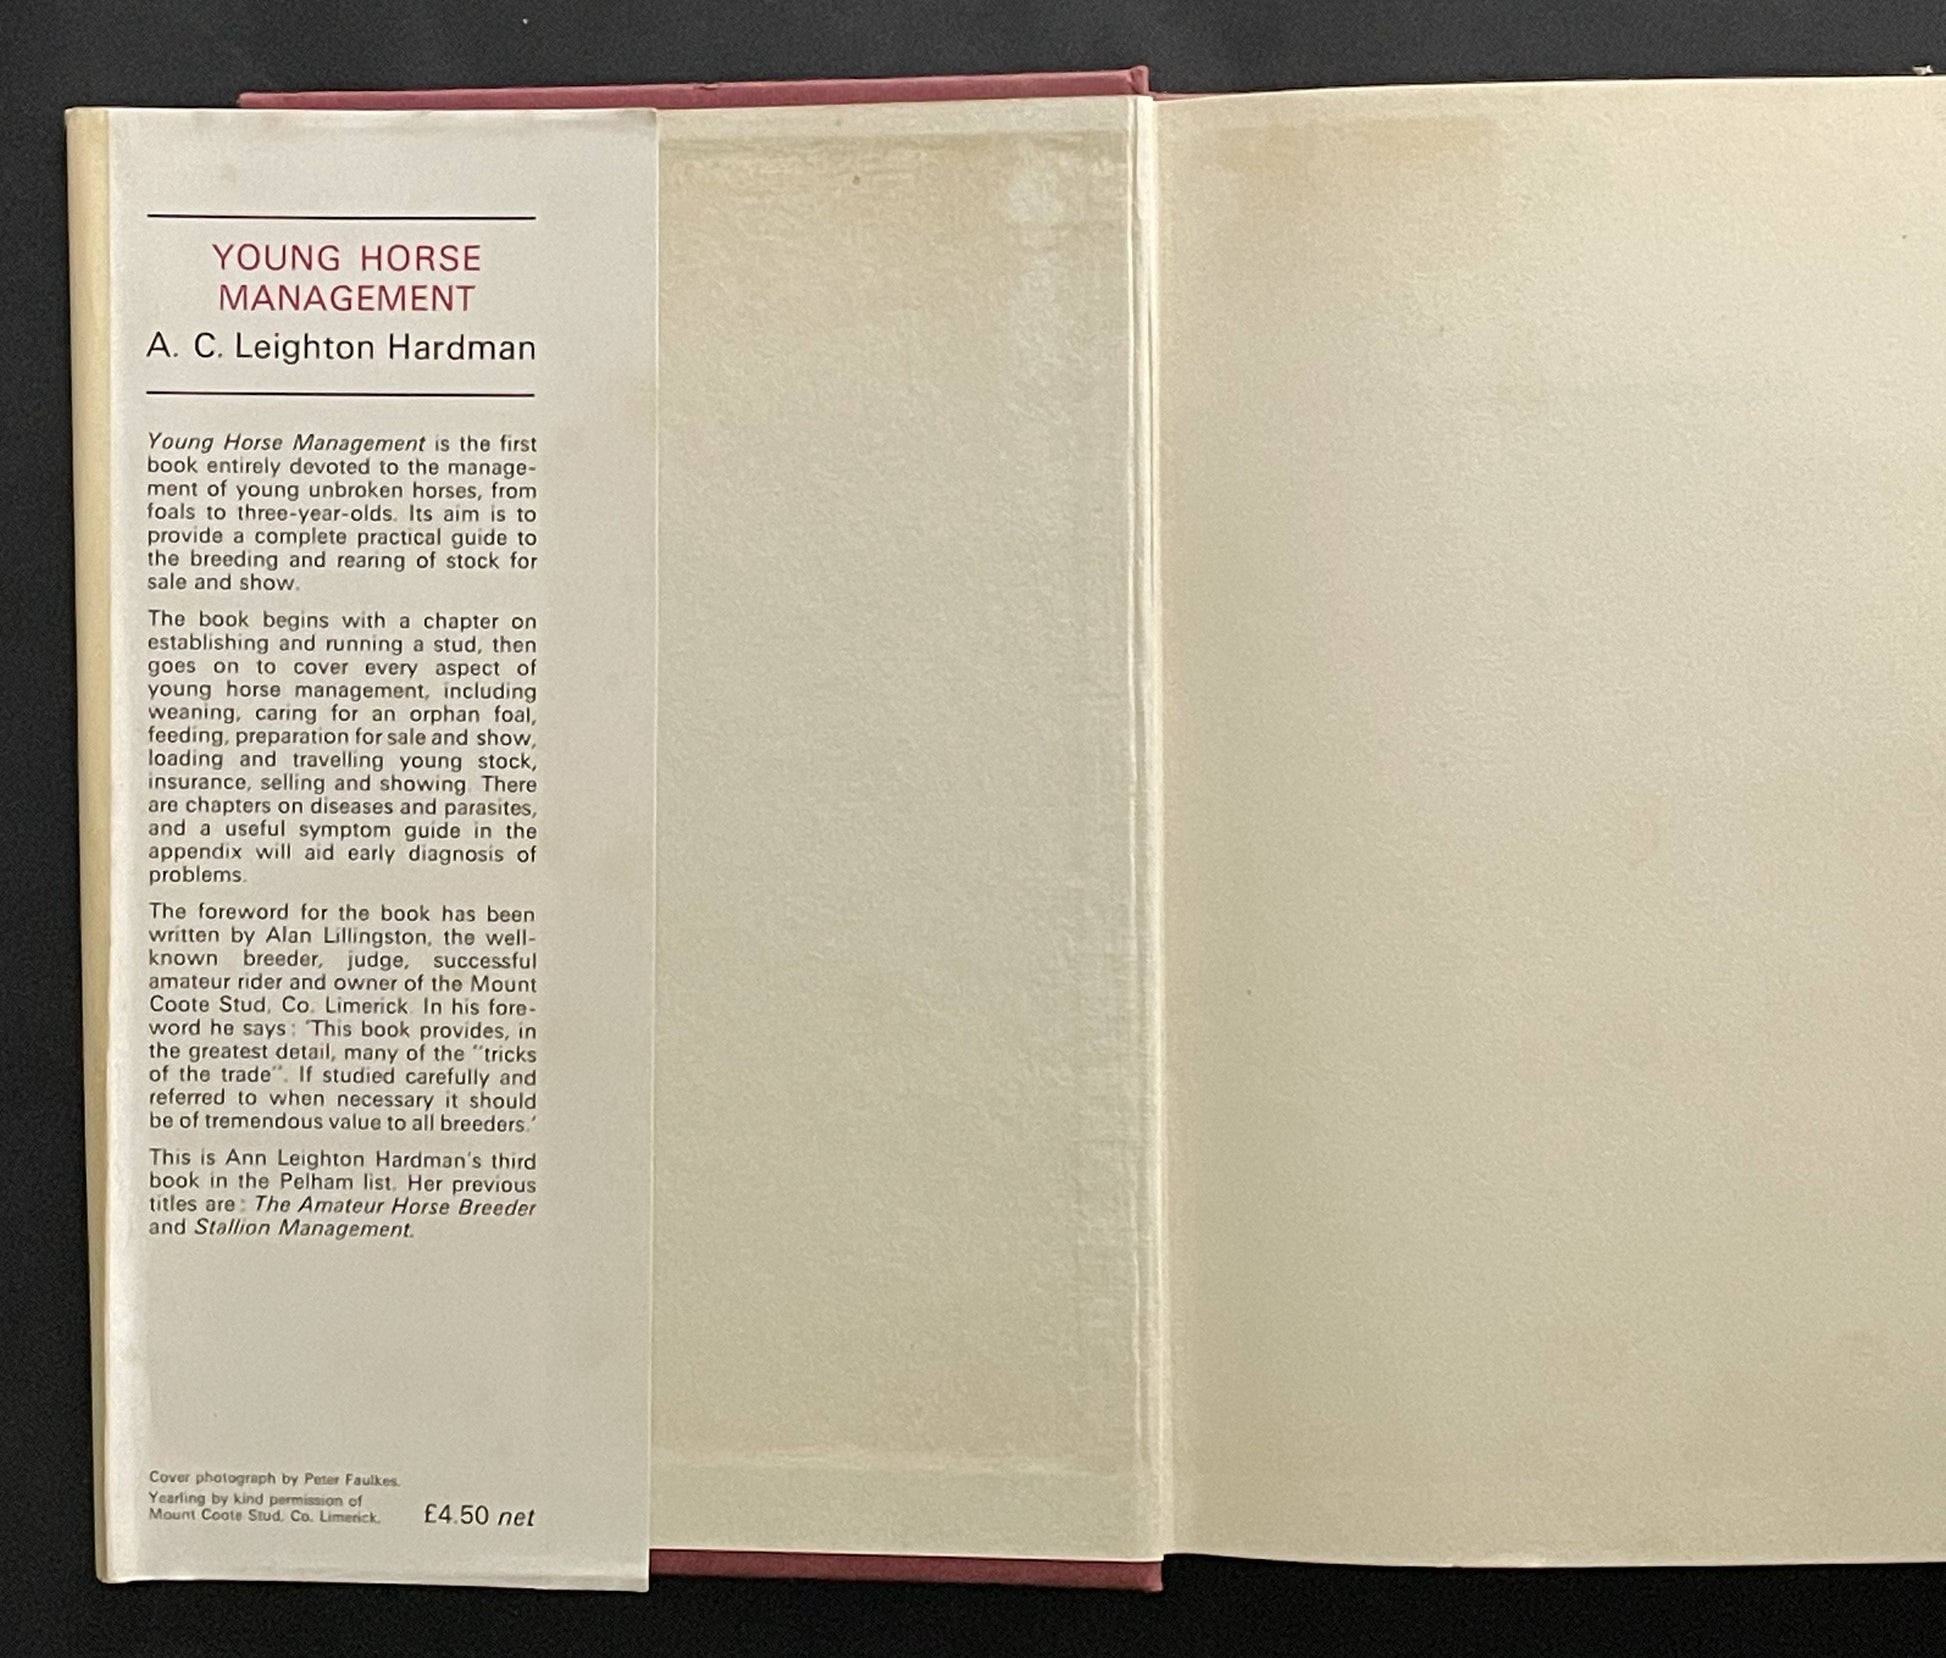 YOUNG HORSE
MANAGEMENT
A. C. Leighton Hardman
Young Horse Management is the first
book entirely devoted to the manage-
ment of young unbroken horses, from
foals to three-year-olds. Its aim is to
provide a complete practical guide to
the breeding and rearing of stock for
sale and show.
The book begins with a chapter on
establishing and running a stud, then
goes on to cover every aspect of
young horse management, including
weaning, caring for an orphan foal,
feeding, preparation for sale and show,
loading and travelling young stock,
insurance, selling and showing. There
are chapters on diseases and parasites,
and a useful symptom guide in the
appendix will aid early diagnosis of
problems.
The foreword for the book has been
written by Alan Lillingston, the well-
known breeder, judge, successful
amateur rider and owner of the Mount
Coote Stud, Co. Limerick. In his fore-
word he says: 'This book provides, in
the greatest detail, many of the "tricks
of the trade". If studied carefully and
referred to when necessary it should
be of tremendous value to all breeders.'
This is Ann Leighton Hardman's third
book in the Pelham list. Her previous
titles are: The Amateur Horse Breeder
and Stallion Management.
Cover photograph by Peter Faulkes.
Yearling by kind permission of
Mount Coote Stud, Co. Limerick.
£4.50 net